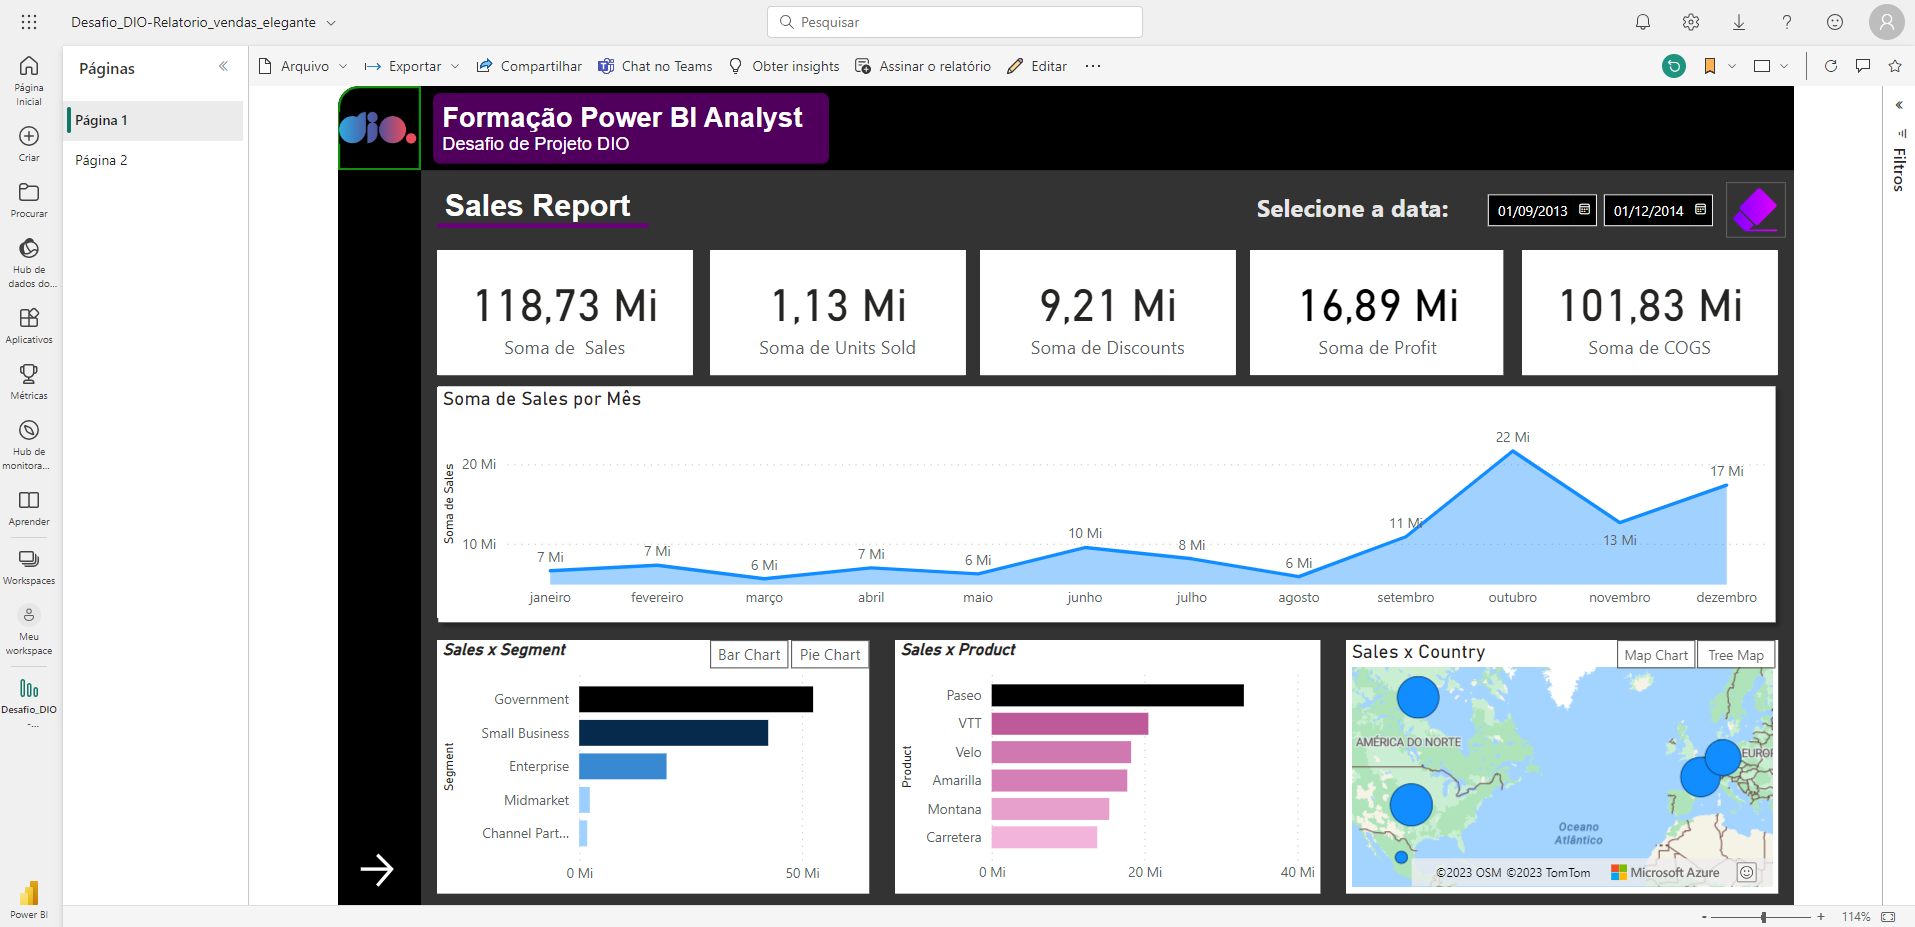 Desafio_DIO-Relatorio_vendas_elegante
Pesquisar
Página
Inicial
Criar
Procurar
Hub de
dados do...
Aplicativos
Métricas
Hub de
monitora...
Aprender
Workspaces
Meu
workspace
Desafio_DIO
-...
Power BI
Páginas
Página 1
Página 2
Arquivo
Exportar
Compartilhar
Chat no Teams
Obter insights
Assinar o relatório
Editar
Filtros
dio.
Formação Power BI Analyst
Desafio de Projeto DIO
Sales Report
Selecione a data:
01/09/2013
01/12/2014
118,73 Mi
Soma de  Sales
1,13 Mi
Soma de Units Sold
9,21 Mi
Soma de Discounts
16,89 Mi
Soma de Profit
101,83 Mi
Soma de COGS
Soma de Sales por Mês
Soma de Sales
20 Mi
10 Mi
7 Mi
7 Mi
6 Mi
7 Mi
6 Mi
10 Mi
8 Mi
6 Mi
11 Mi
22 Mi
13 Mi
17 Mi
janeiro
fevereiro
março
abril
maio
junho
julho
agosto
setembro
outubro
novembro
dezembro
Sales x Segment
Bar Chart
Pie Chart
Segment
Government
Small Business
Enterprise
Midmarket
Channel Part...
0 Mi
50 Mi
Sales x Product
Product
Paseo
VTT
Velo
Amarilla
Montana
Carretera
0 Mi
20 Mi
40 Mi
Sales x Country
Map Chart
Tree Map
AMÉRICA DO NORTE
EUROP
Oceano
Atlântico
©2023 OSM ©2023 TomTom
Microsoft Azure
- + 114%